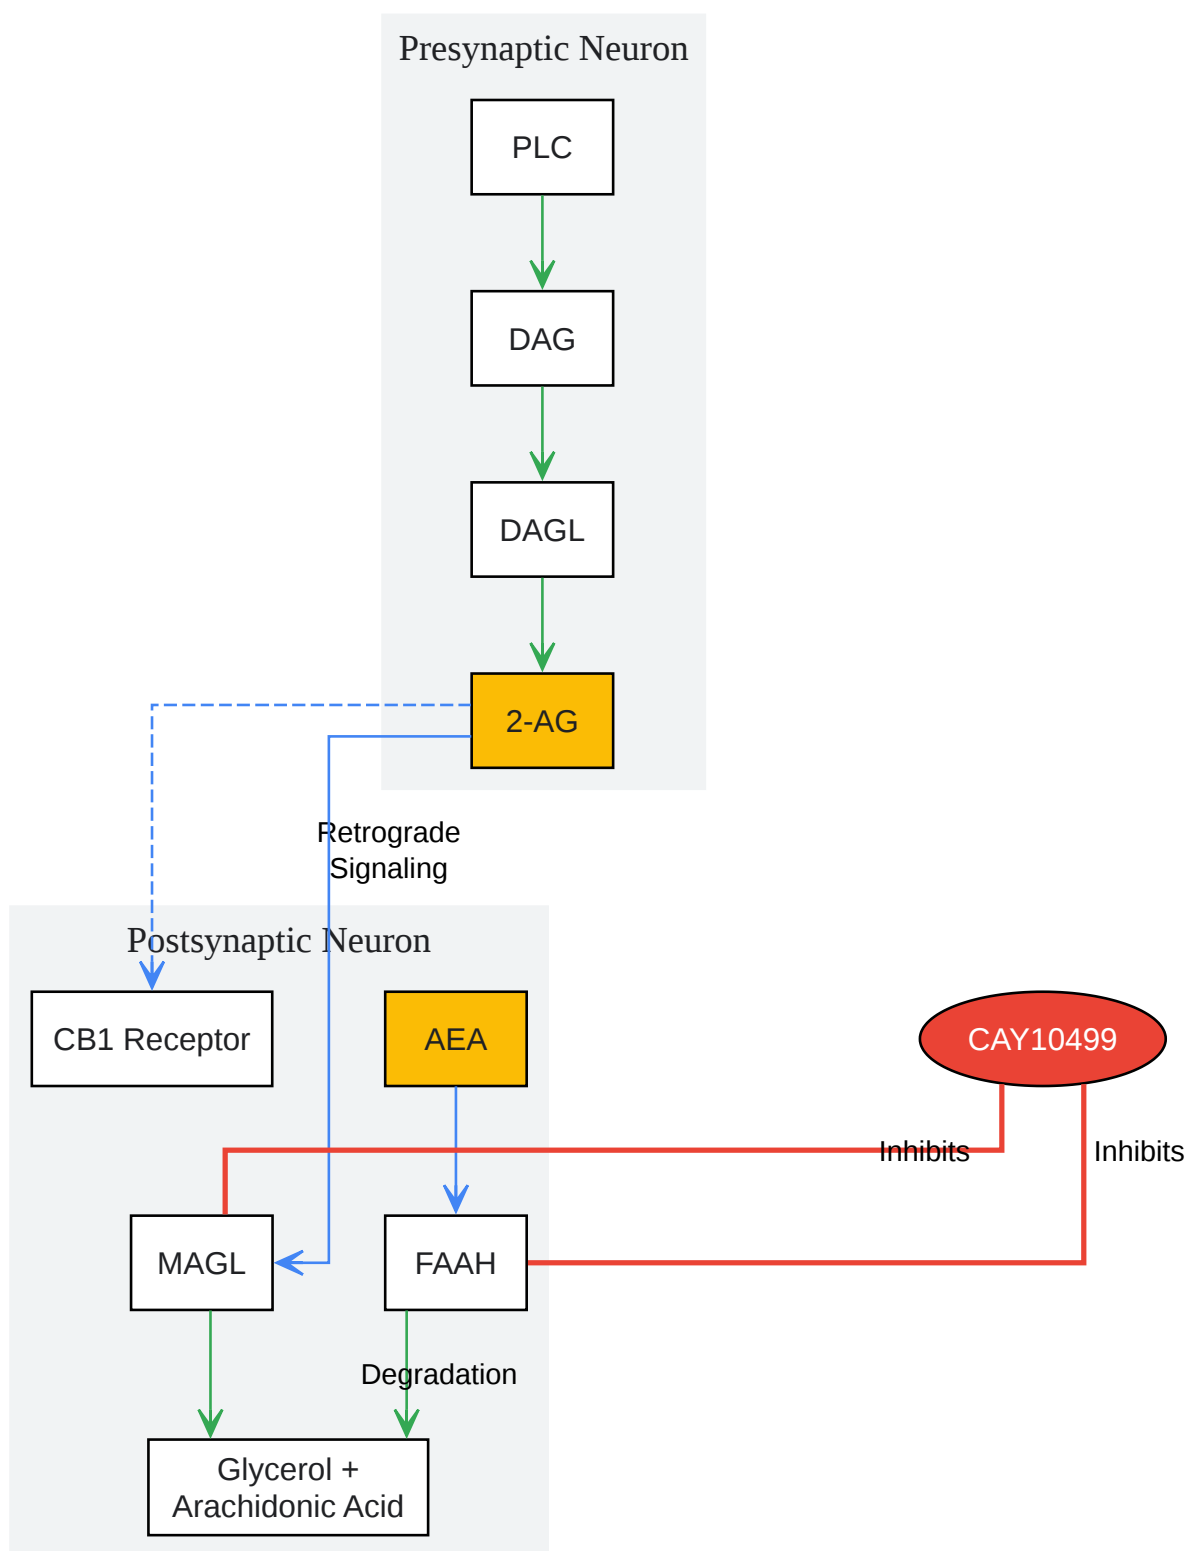 Presynaptic Neuron
PLC
DAG
DAGL
2-AG
Retrograde
Signaling
Postsynaptic Neuron
CB1 Receptor
AEA
CAY10499
Inhibits
Inhibits
MAGL
FAAH
Degradation
Glycerol +
Arachidonic Acid